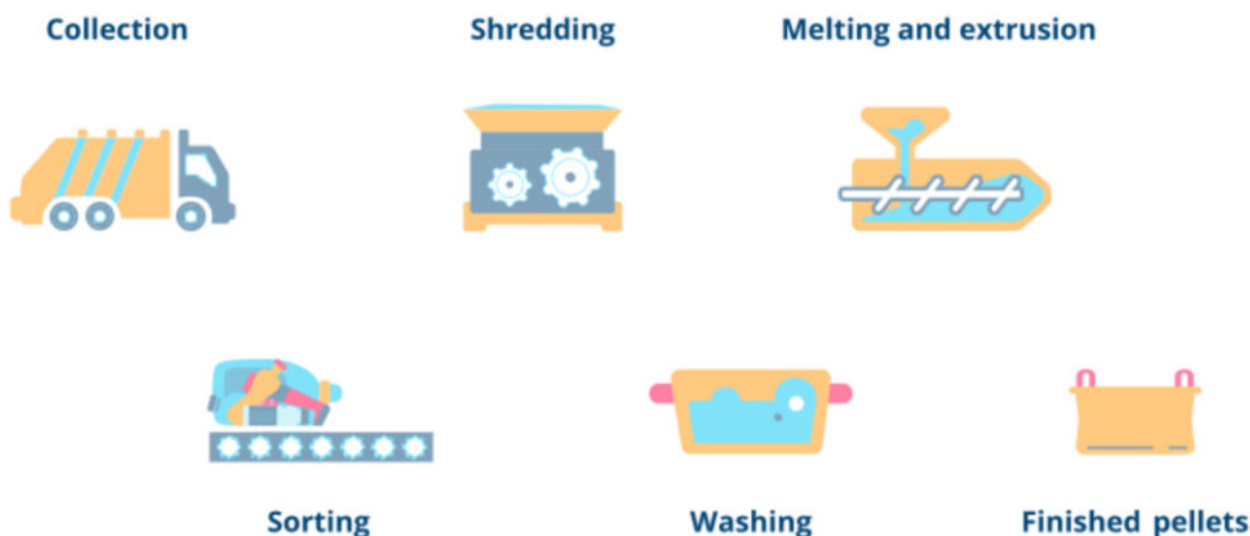 Collection
Shredding
Melting and extrusion
Sorting
Washing
Finished pellets